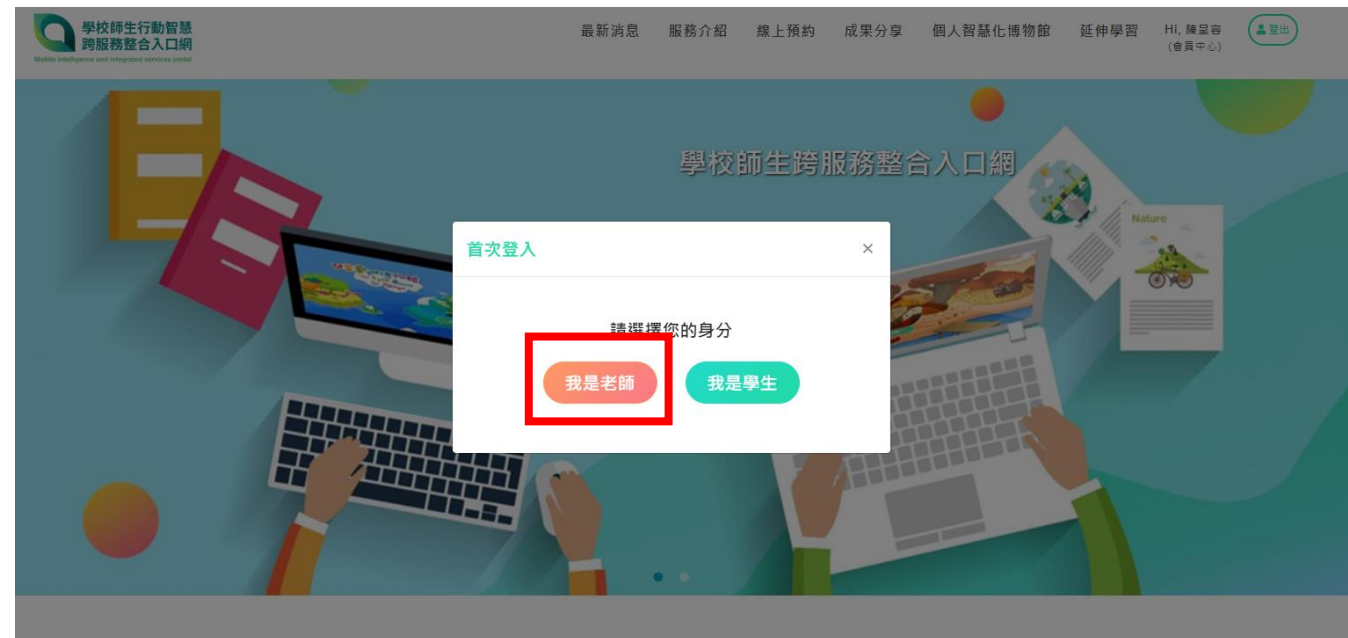 學校師生行動智慧
跨服務整合入口網
Mobile intelligence and integrated services portal
最新消息 服務介紹 線上預約 成果分享 個人智慧化博物館 延伸學習 Hi, 陳呈容 登出
(會員中心)
學校師生跨服務整合入口網
Nature
首次登入 ×
請選擇您的身分
我是老師 我是學生